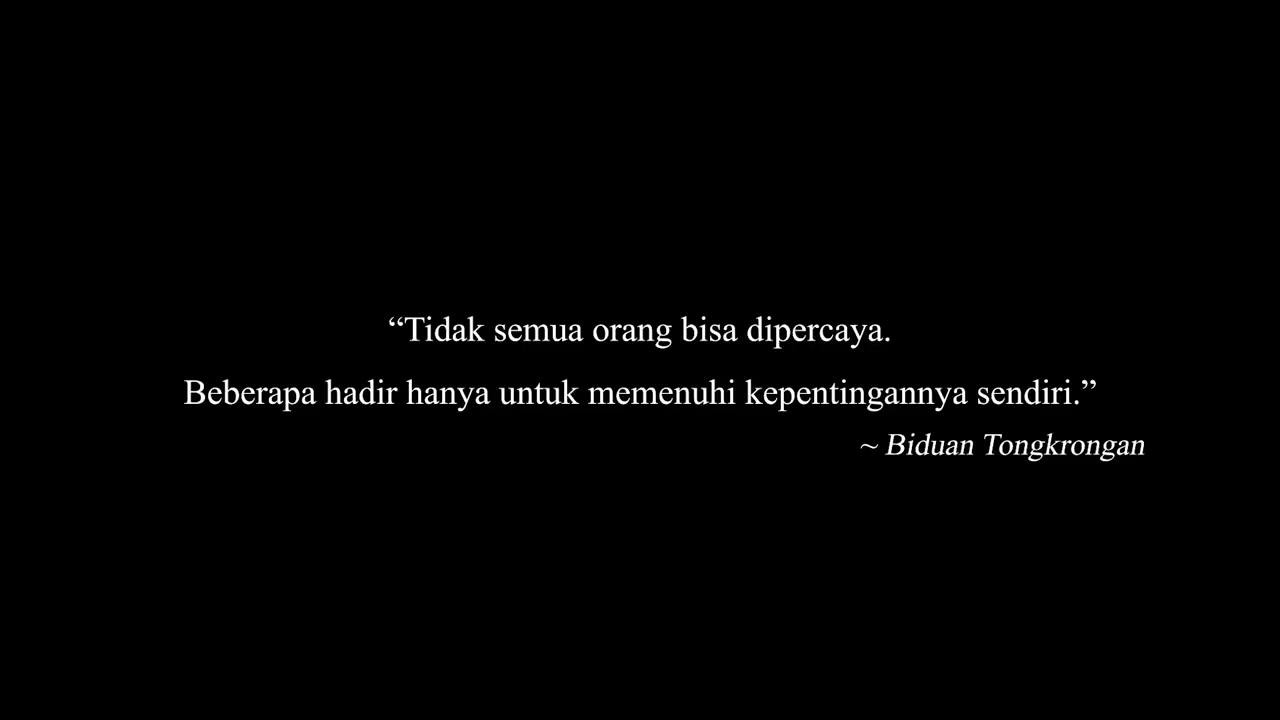 “Tidak semua orang bisa dipercaya.
Beberapa hadir hanya untuk memenuhi kepentingannya sendiri.”
~ Biduan Tongkrongan